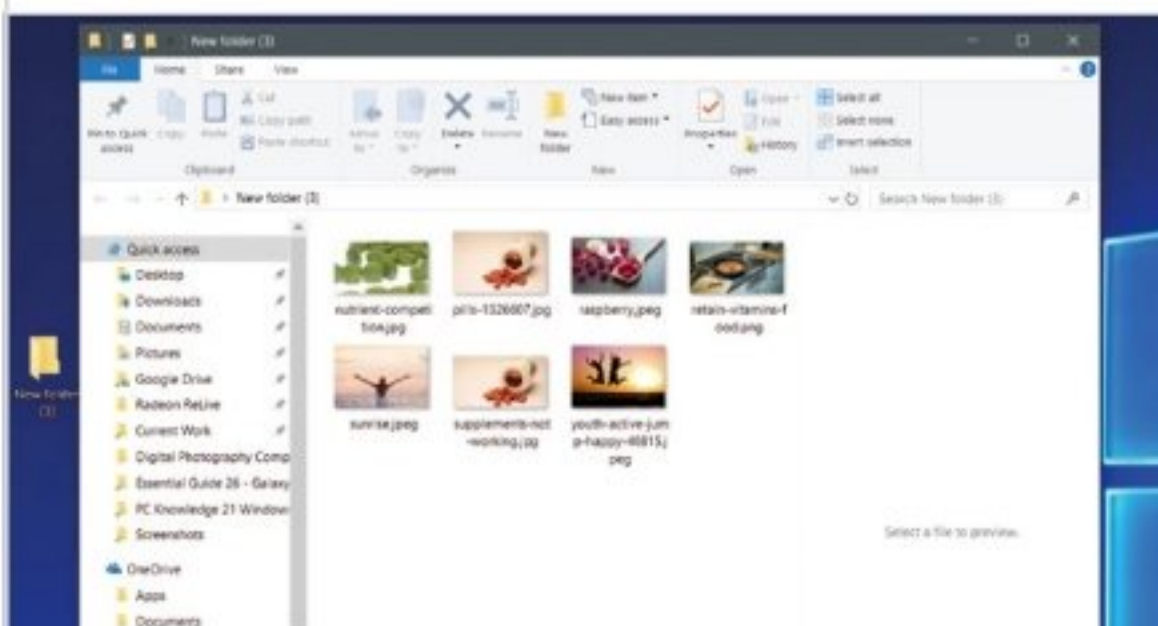 New folder (3)
File Home Share View
Cut
Copy path
Paste shortcut
Pin to Quick
access
Copy
Paste
Move
to
Copy
to
Delete
Rename
New
folder
New item
Easy access
Properties
Open
Edit
History
Select all
Select none
Invert selection
Clipboard Organise New Open Select
New folder (3)
Search New folder (3)
Quick access
Desktop
Downloads
Documents
Pictures
Google Drive
Radeon ReLive
Current Work
Digital Photography Comp
Essential Guide 26 - Galaxy
PC Knowledge 21 Window
Screenshots
OneDrive
Apps
Documents
nutrient-competi
tion.jpg
pills-1326607.jpg
raspberry.jpeg
retain-vitamins-f
ood.png
sunrise.jpeg
supplements-not
-working.jpg
youth-active-jum
p-happy-40815.j
peg
Select a file to preview.
New folder
(3)